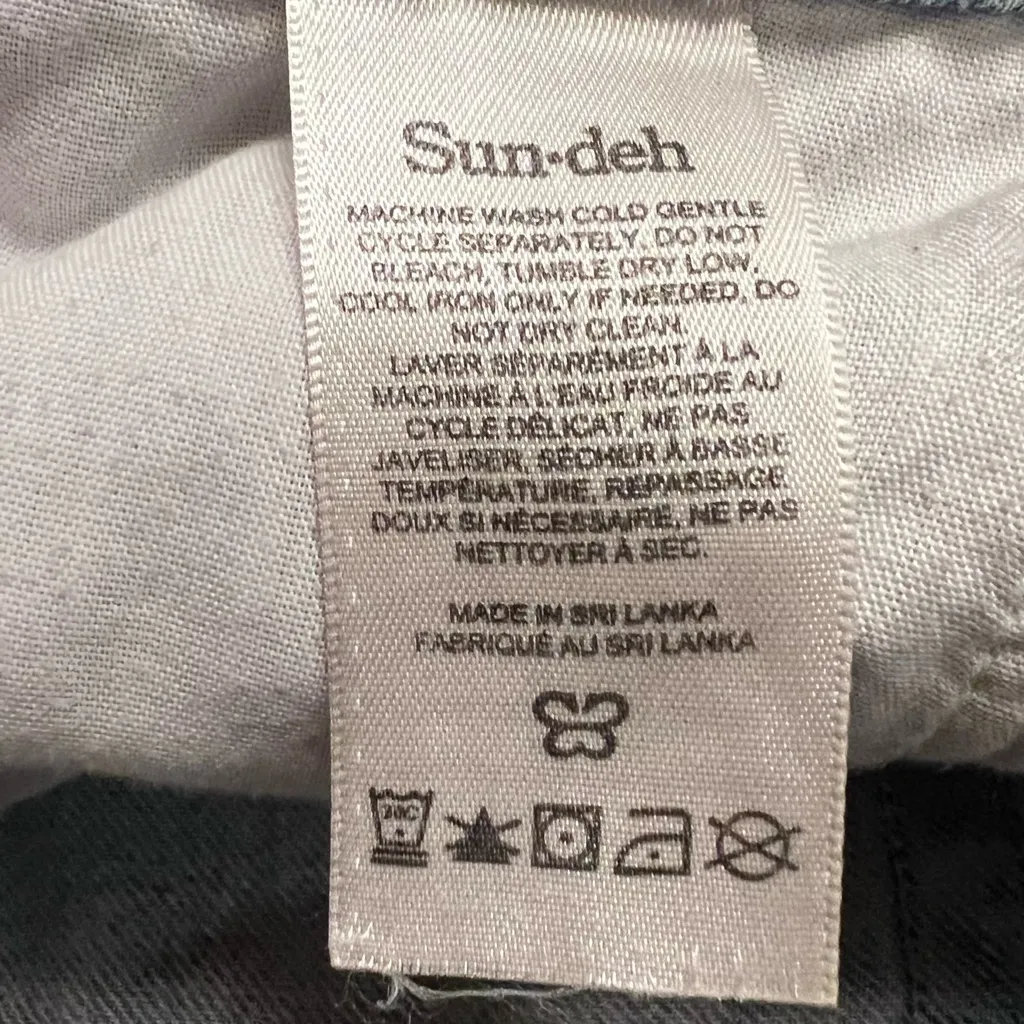 Sun•deh
MACHINE WASH COLD GENTLE
CYCLE SEPARATELY, DO NOT
BLEACH, TUMBLE DRY LOW,
COOL IRON ONLY IF NEEDED, DO
NOT DRY CLEAN.
LAVER SÉPARÉMENT À LA
MACHINE À L'EAU FROIDE AU
CYCLE DÉLICAT, NE PAS
JAVELISER, SÉCHER À BASSE
TEMPÉRATURE, REPASSAGE
DOUX SI NÉCESSAIRE, NE PAS
NETTOYER À SEC.
MADE IN SRI LANKA
FABRIQUÉ AU SRI LANKA